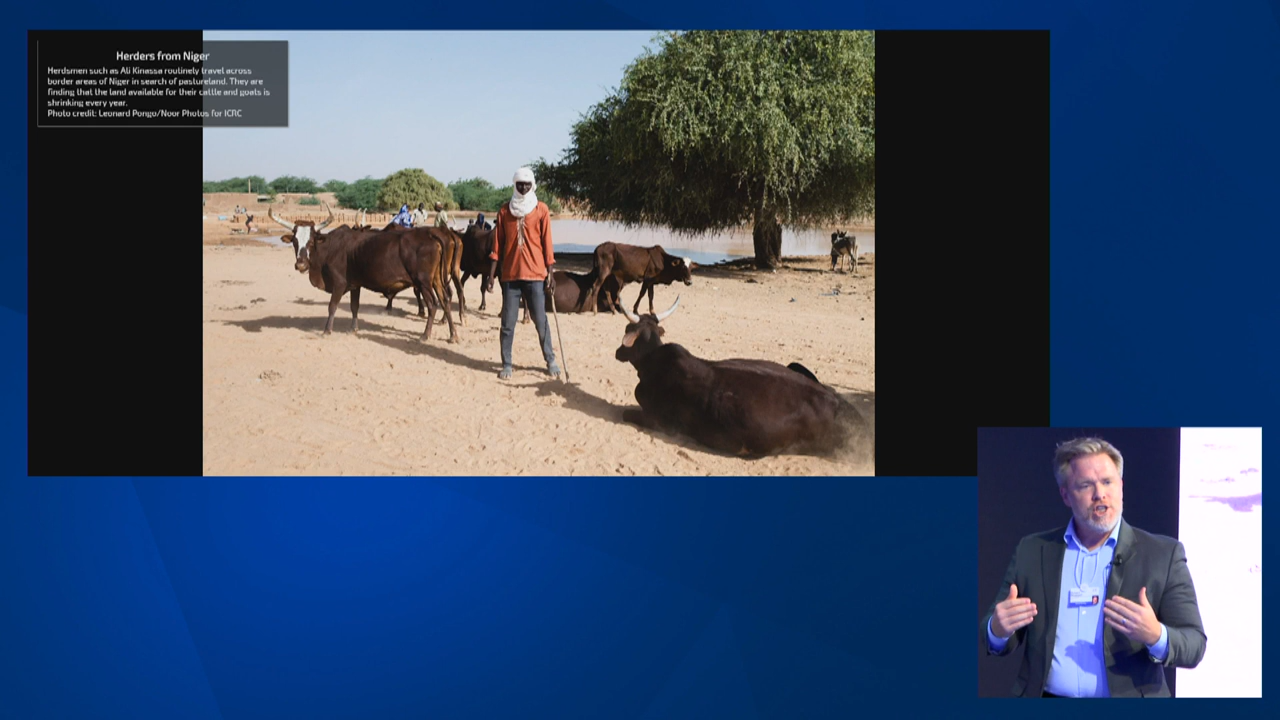 Herders from Niger
Herdsmen such as Ali Kinassa routinely travel across
border areas of Niger in search of pastureland. They are
finding that the land available for their cattle and goats is
shrinking every year.
Photo credit: Leonard Pongo/Noor Photos for ICRC